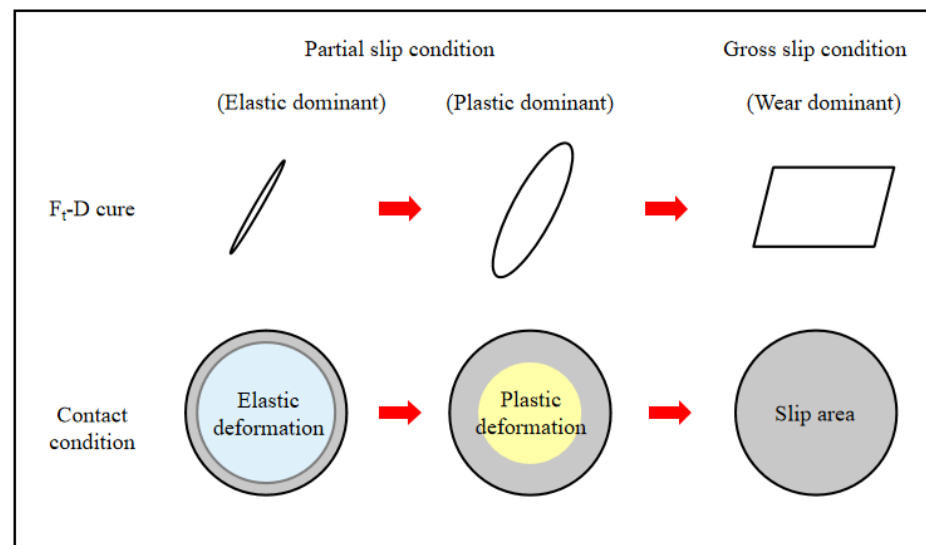 Partial slip condition
Gross slip condition
(Elastic dominant)
(Plastic dominant)
(Wear dominant)
Ft-D cure
Contact
condition
Elastic
deformation
Plastic
deformation
Slip area